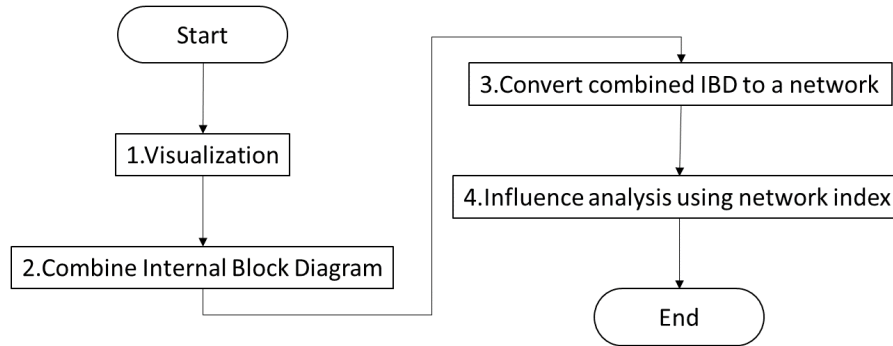 Start
1.Visualization
2.Combine Internal Block Diagram
3.Convert combined IBD to a network
4.Influence analysis using network index
End